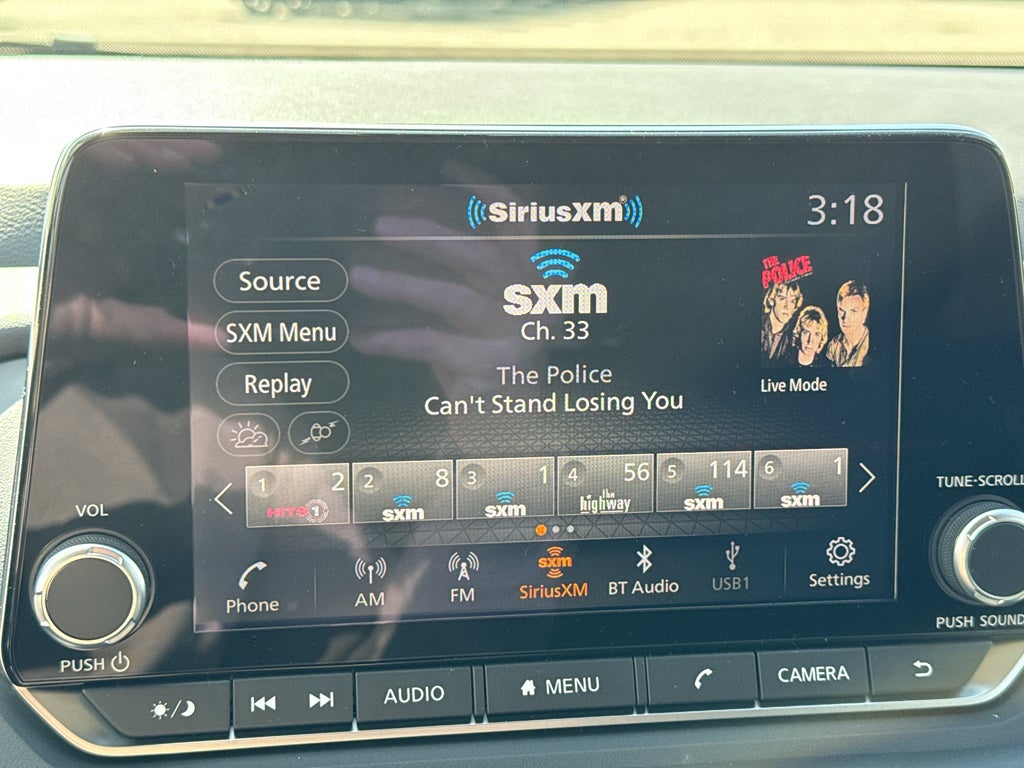 SiriusXM
3:18
Source
SXM Menu
Replay
sxm
Ch. 33
The Police
Can't Stand Losing You
THE POLICE
Live Mode
1 2 HITS 1
2 8 sxm
3 1 sxm
4 56 the highway
5 114 sxm
6 1 sxm
Phone
AM
FM
sxm
SiriusXM
BT Audio
USB1
Settings
VOL
PUSH
TUNE·SCROLL
PUSH SOUND
AUDIO
MENU
CAMERA